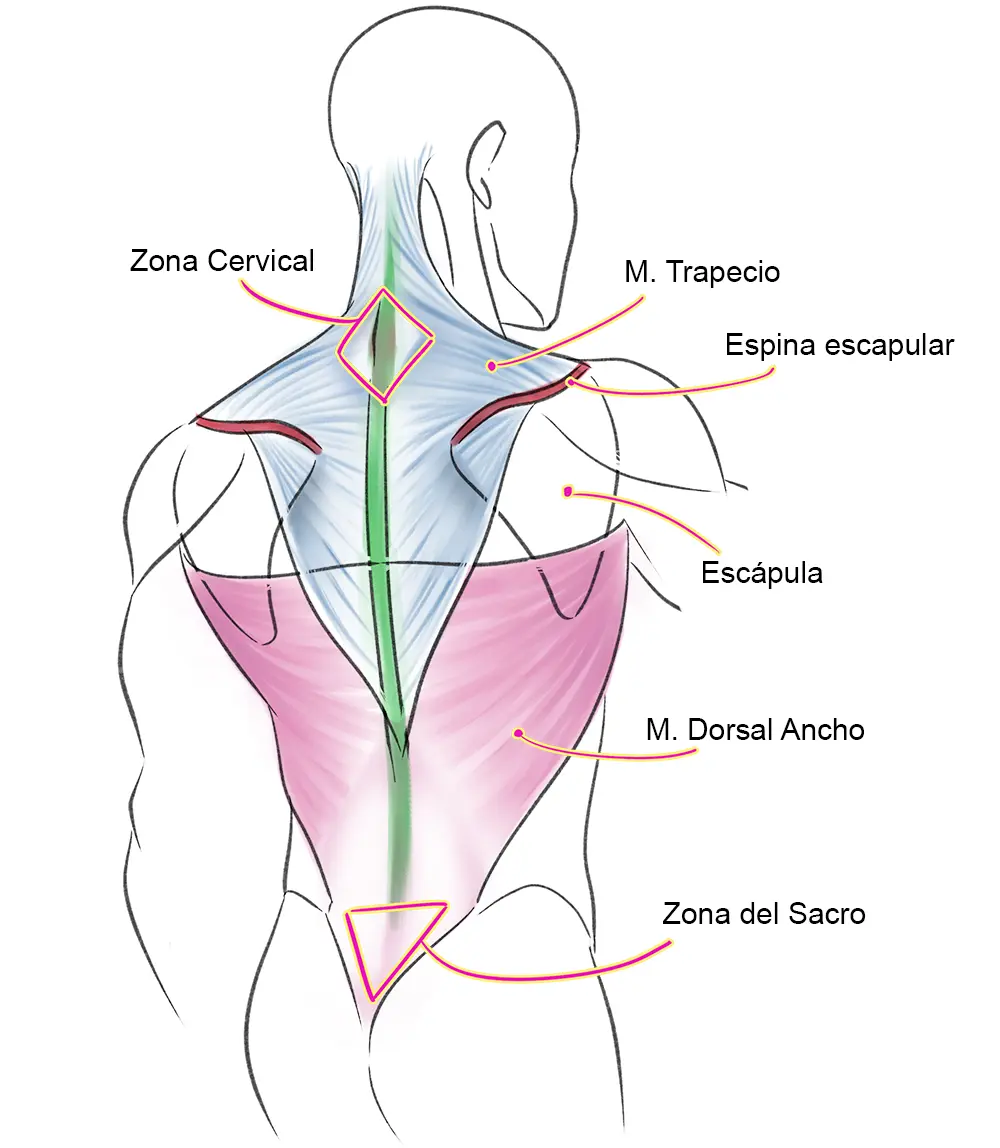 Zona Cervical
M. Trapecio
Espina escapular
Escápula
M. Dorsal Ancho
Zona del Sacro